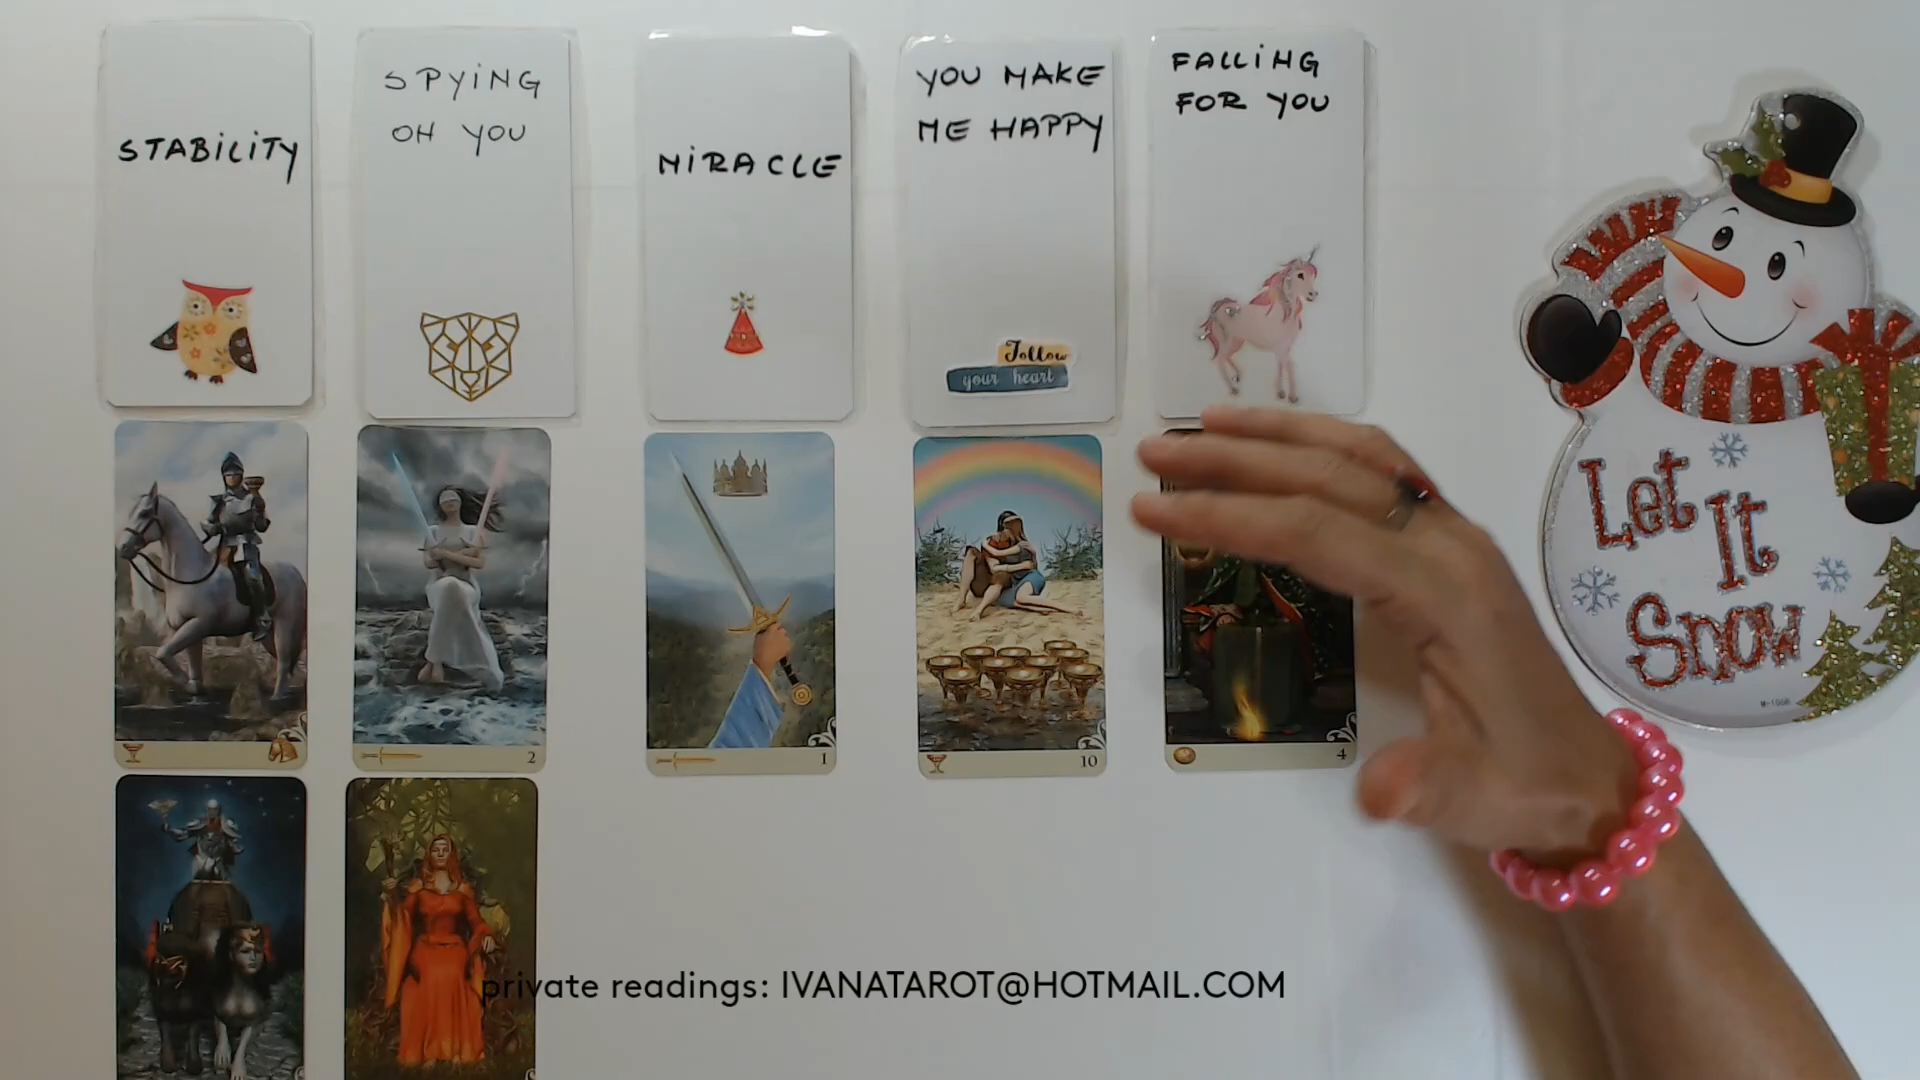 STABILITY
SPYING
ON YOU
MIRACLE
YOU MAKE
ME HAPPY
Follow
your heart
FALLING
FOR YOU
Let
It
Snow
2
1
10
4
private readings: IVANATAROT@HOTMAIL.COM